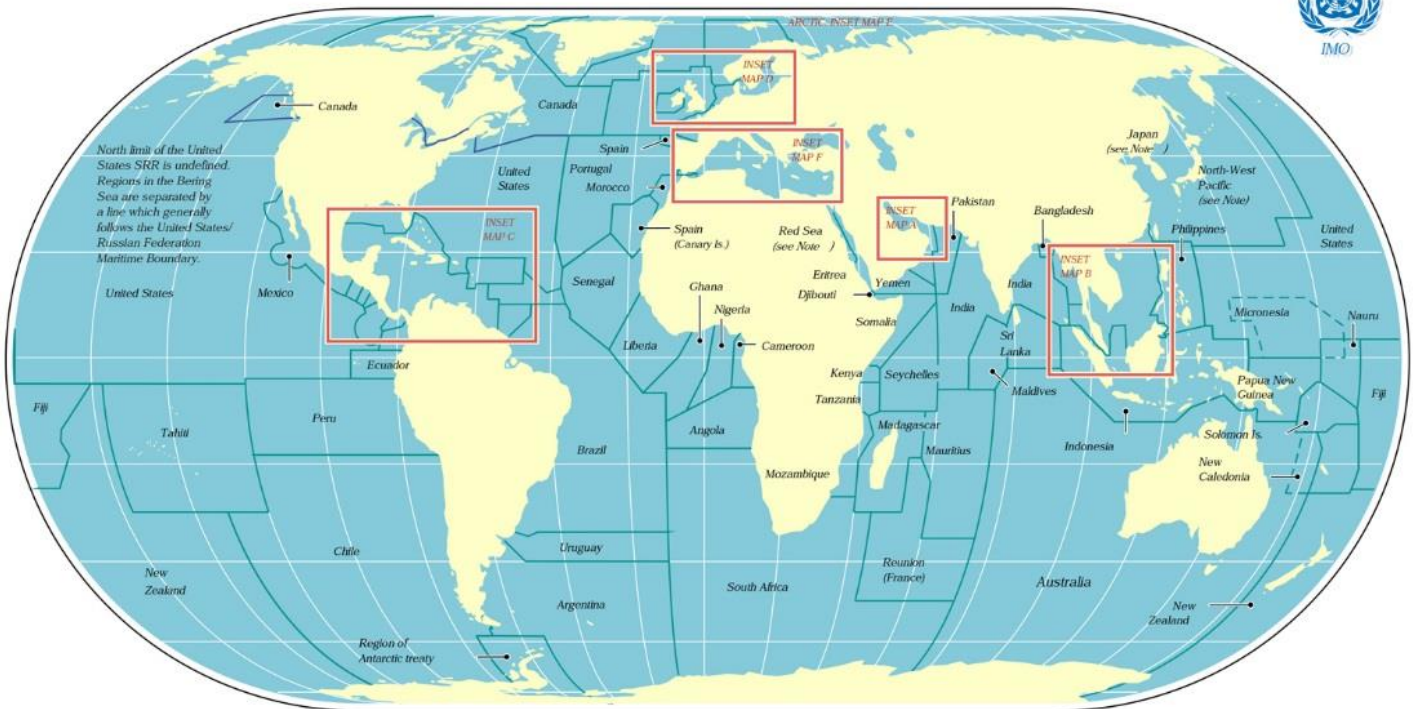 ARCTIC: INSET MAP E
IMO
INSET
MAP D
Canada
Canada
North limit of the United
States SRR is undefined.
Regions in the Bering
Sea are separated by
a line which generally
follows the United States/
Russian Federation
Maritime Boundary.
Spain
United
States
Portugal
Morocco
INSET
MAP F
Japan
(see Note )
North-West
Pacific
(see Note)
INSET
MAP C
Spain
(Canary Is.)
Red Sea
(see Note )
INSET
MAP A
Pakistan
Bangladesh
Philippines
United
States
INSET
MAP B
United States
Mexico
Senegal
Ghana
Nigeria
Eritrea
Djibouti
Yemen
Somalia
India
India
Micronesia
Nauru
Liberia
Cameroon
Sri
Lanka
Ecuador
Kenya
Tanzania
Seychelles
Maldives
Papua New
Guinea
Fiji
Fiji
Tahiti
Peru
Brazil
Angola
Madagascar
Mauritius
Indonesia
Solomon Is.
New
Caledonia
Mozambique
Chile
Uruguay
New
Zealand
Argentina
South Africa
Reunion
(France)
Australia
New
Zealand
Region of
Antarctic treaty